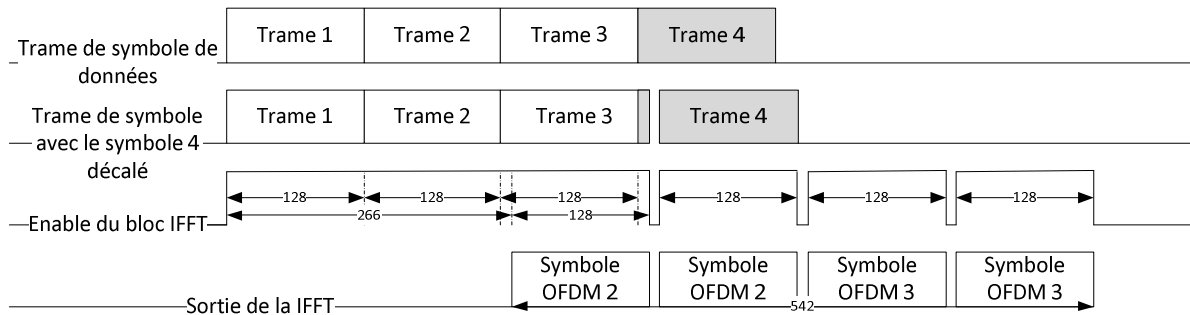 Trame 1 Trame 2 Trame 3 Trame 4
Trame de symbole de
données
Trame 1 Trame 2 Trame 3 Trame 4
Trame de symbole
avec le symbole 4
décalé
128 128 128 128 128 128
266 128
Enable du bloc IFFT
Symbole
OFDM 2
Symbole
OFDM 2
Symbole
OFDM 3
Symbole
OFDM 3
Sortie de la IFFT
542